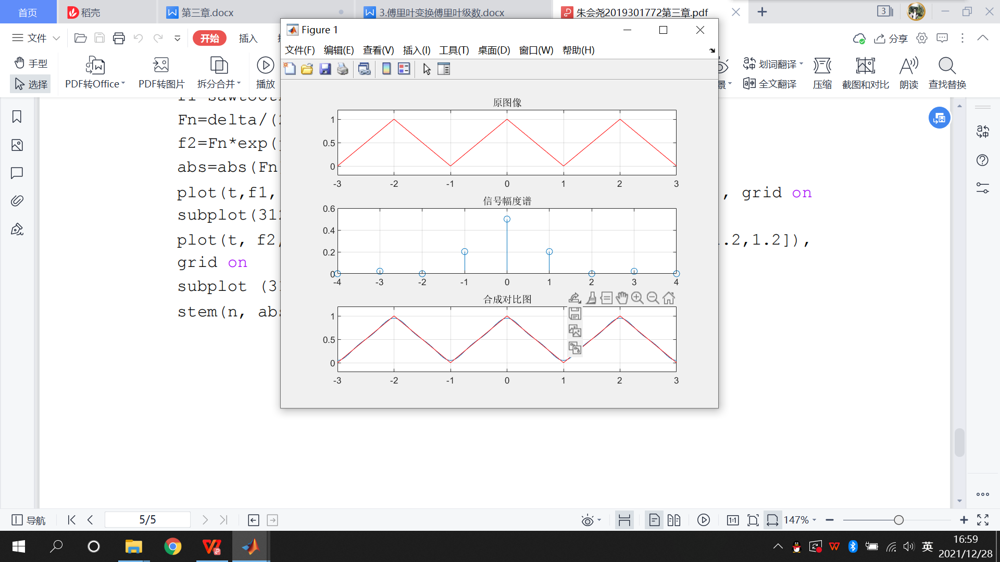 首页
稻壳
第三章.docx
3.傅里叶变换傅里叶级数.docx
朱会尧2019301772第三章.pdf
3
文件
开始
插入
分享
手型
选择
PDF转Office
PDF转图片
拆分合并
播放
景
划词翻译
全文翻译
压缩
截图和对比
朗读
查找替换
Figure 1
文件(F) 编辑(E) 查看(V) 插入(I) 工具(T) 桌面(D) 窗口(W) 帮助(H)
原图像
1
0.5
0
-3 -2 -1 0 1 2 3
信号幅度谱
0.6
0.4
0.2
0
-4 -3 -2 -1 0 1 2 3 4
合成对比图
1
0.5
0
-3 -2 -1 0 1 2 3
Fn=delta/(
f2=Fn*exp(
abs=abs(Fn
plot(t,f1, , grid on
subplot(31
plot(t, f2, .2,1.2]),
grid on
subplot (3
stem(n, ab
导航
5/5
1:1
147%
英
16:59
2021/12/28